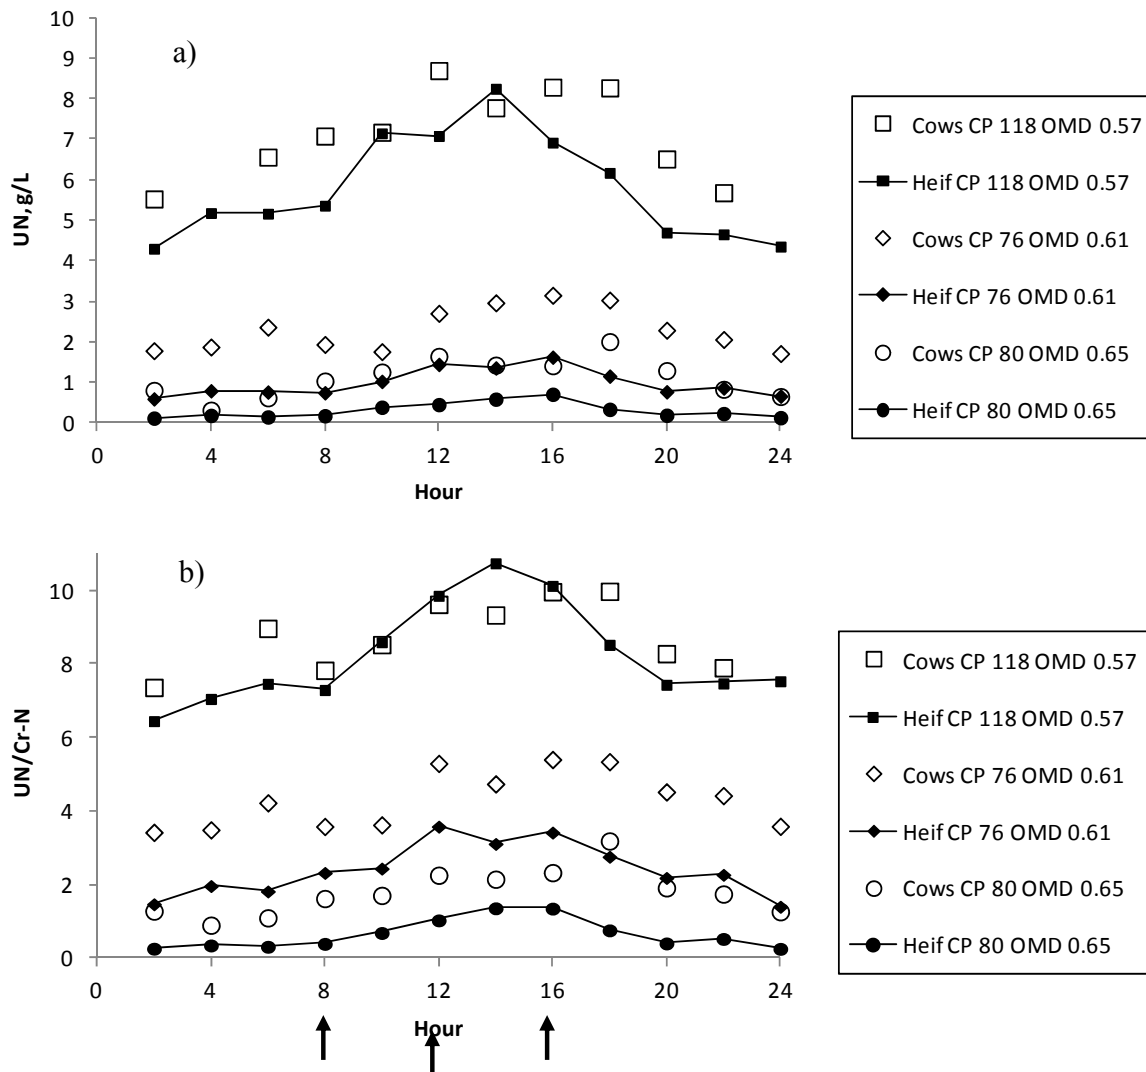 a)
10
9
8
7
6
5
4
3
2
1
0
UN,g/L
0 4 8 12 16 20 24
Hour
Cows CP 118 OMD 0.57
Heif CP 118 OMD 0.57
Cows CP 76 OMD 0.61
Heif CP 76 OMD 0.61
Cows CP 80 OMD 0.65
Heif CP 80 OMD 0.65
b)
10
8
6
4
2
0
UN/Cr-N
0 4 8 12 16 20 24
Hour
Cows CP 118 OMD 0.57
Heif CP 118 OMD 0.57
Cows CP 76 OMD 0.61
Heif CP 76 OMD 0.61
Cows CP 80 OMD 0.65
Heif CP 80 OMD 0.65